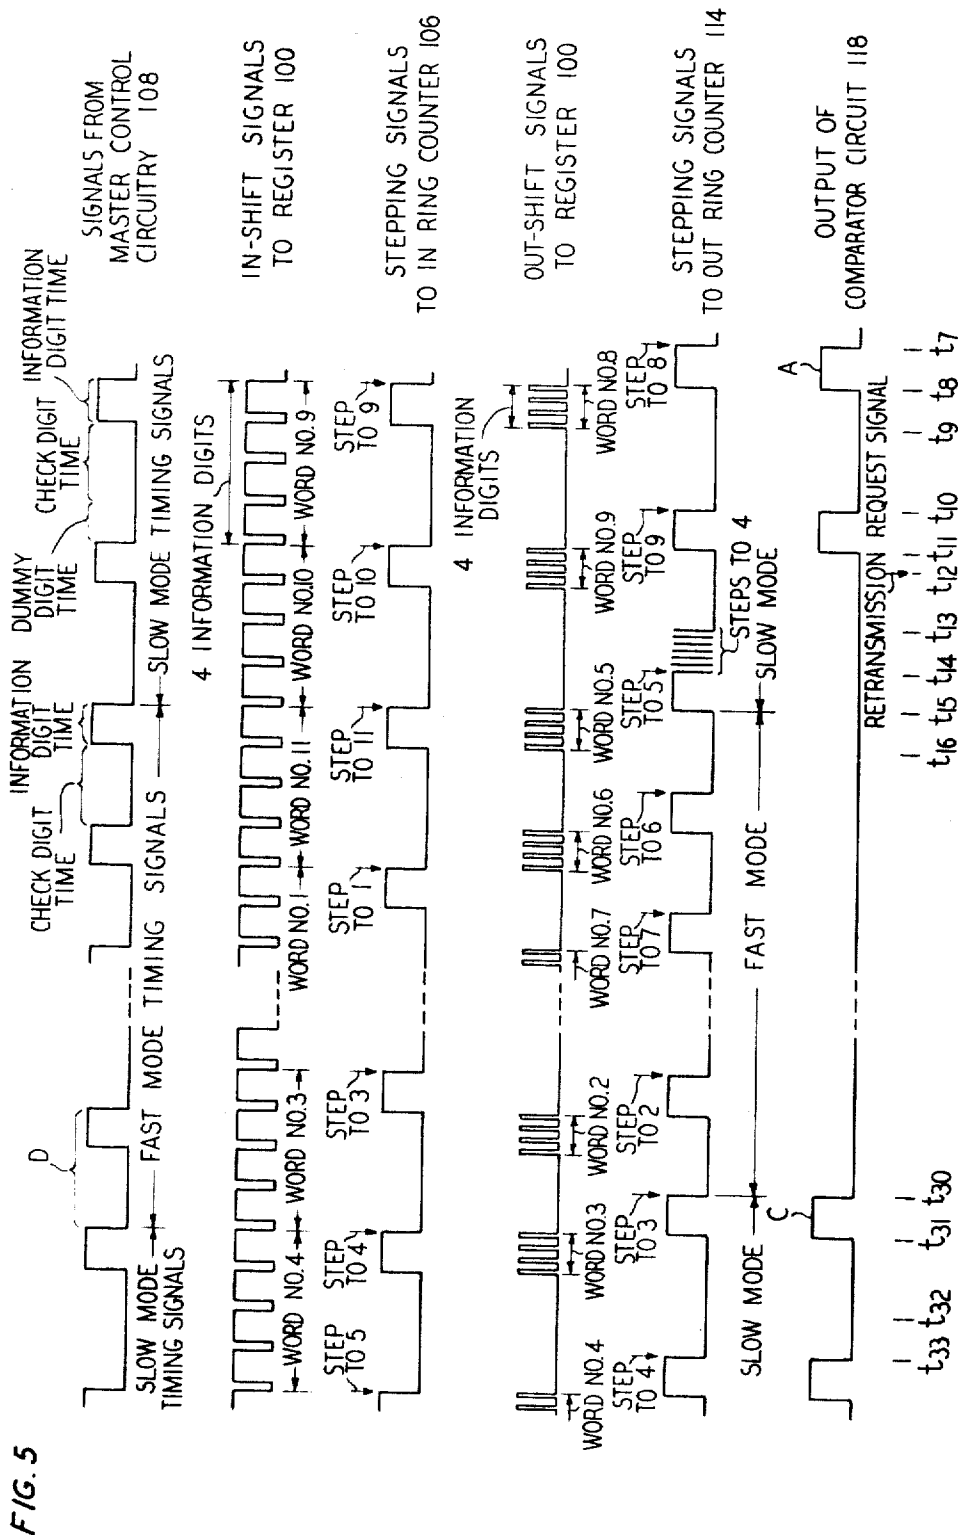 FIG. 5
SIGNALS FROM
MASTER CONTROL
CIRCUITRY 108
INFORMATION
DIGIT TIME
CHECK DIGIT
TIME
DUMMY
DIGIT
TIME
INFORMATION
DIGIT
TIME
CHECK DIGIT
TIME
D
SLOW MODE
TIMING SIGNALS
FAST MODE TIMING SIGNALS
SLOW MODE TIMING SIGNALS
IN-SHIFT SIGNALS
TO REGISTER 100
4 INFORMATION DIGITS
WORD NO.4
WORD NO.3
WORD NO.1
WORD NO.11
WORD NO.10
WORD NO.9
STEPPING SIGNALS
TO IN RING COUNTER 106
STEP
TO 5
STEP
TO 4
STEP
TO 3
STEP
TO 1
STEP
TO 11
STEP
TO 10
STEP
TO 9
OUT-SHIFT SIGNALS
TO REGISTER 100
4 INFORMATION
DIGITS
WORD NO.4
WORD NO.3
WORD NO.2
WORD NO.7
WORD NO.6
WORD NO.5
WORD NO.9
WORD NO.8
STEPPING SIGNALS
TO OUT RING COUNTER 114
STEP
TO 4
STEP
TO 3
STEP
TO 2
STEP
TO 7
STEP
TO 6
STEP
TO 5
STEPS TO 4
STEP
TO 9
STEP
TO 8
SLOW MODE
FAST MODE
SLOW MODE
OUTPUT OF
COMPARATOR CIRCUIT 118
C
A
RETRANSMISSION REQUEST SIGNAL
t33 t32 t31 t30 t16 t15 t14 t13 t12 t11 t10 t9 t8 t7